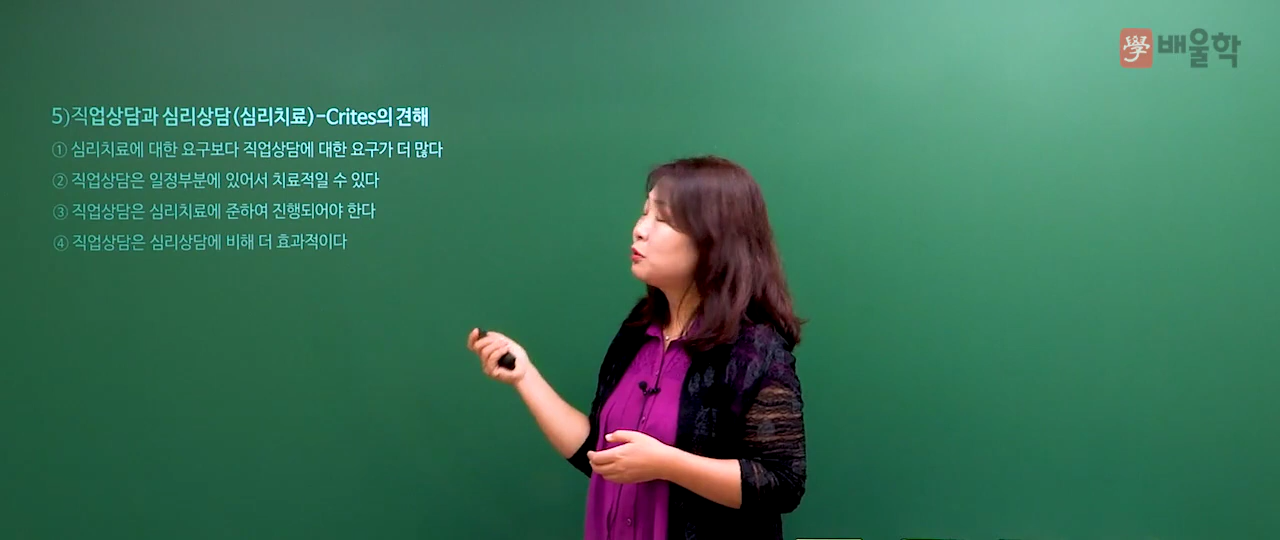 學 배울학
5)직업상담과 심리상담(심리치료)-Crites의 견해
① 심리치료에 대한 요구보다 직업상담에 대한 요구가 더 많다
② 직업상담은 일정부분에 있어서 치료적일 수 있다
③ 직업상담은 심리치료에 준하여 진행되어야 한다
④ 직업상담은 심리상담에 비해 더 효과적이다